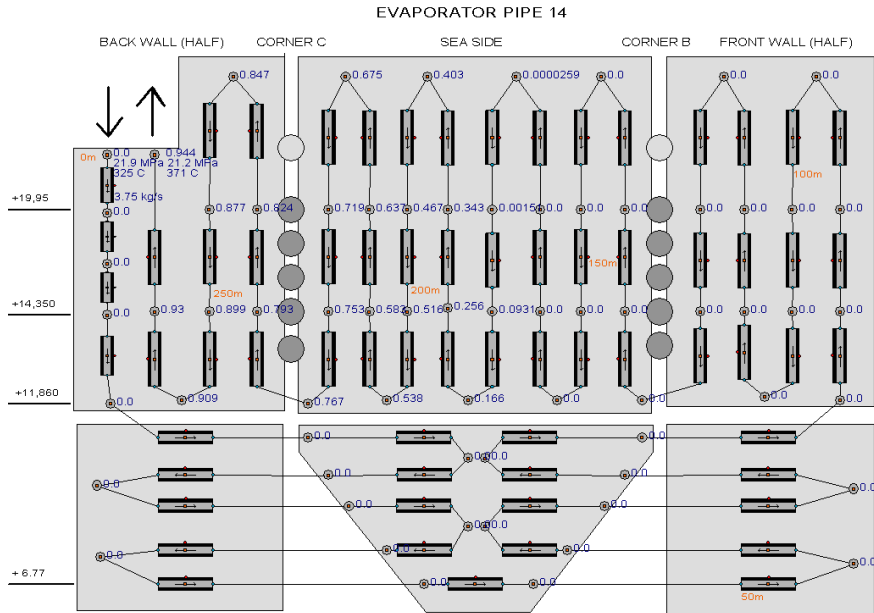 EVAPORATOR PIPE 14
BACK WALL (HALF) CORNER C SEA SIDE CORNER B FRONT WALL (HALF)
0.847 0.675 0.403 0.0000259 0.0 0.0 0.0
0m 0.0 0.944
21.9 MPa 21.2 MPa
325 C 371 C
100m
3.75 kg/s
+19,95
0.0 0.877 0.824 0.719 0.637 0.467 0.343 0.00151 0.0 0.0 0.0 0.0 0.0 0.0 0.0
0.0
150m
250m 200m
+14,350
0.0 0.93 0.899 0.793 0.753 0.583 0.516 0.256 0.0931 0.0 0.0 0.0 0.0 0.0 0.0
+11,860
0.0 0.909 0.767 0.538 0.166 0.0 0.0 0.0 0.0
0.0 0.0
0.0 0.0
0.0 0.0
0.0 0.0
0.0 0.0
0.0 0.0
0.0 0.0
0.0 0.0
0.0 0.0
+ 6.77
0.0 0.0
50m